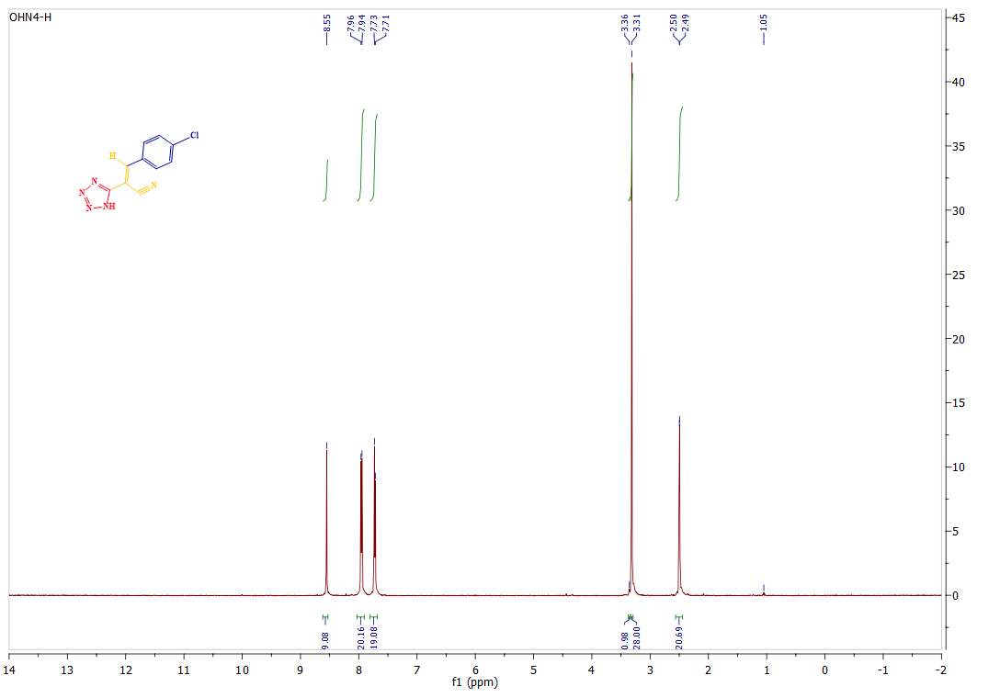 OHN4-H
8.55
7.96
7.94
7.73
7.71
3.36
3.31
2.50
2.49
1.05
Cl
H
N
N
N
N
NH
9.08
20.16
19.08
0.98
28.00
20.69
45
40
35
30
25
20
15
10
5
0
14 13 12 11 10 9 8 7 6 5 4 3 2 1 0 -1 -2
f1 (ppm)